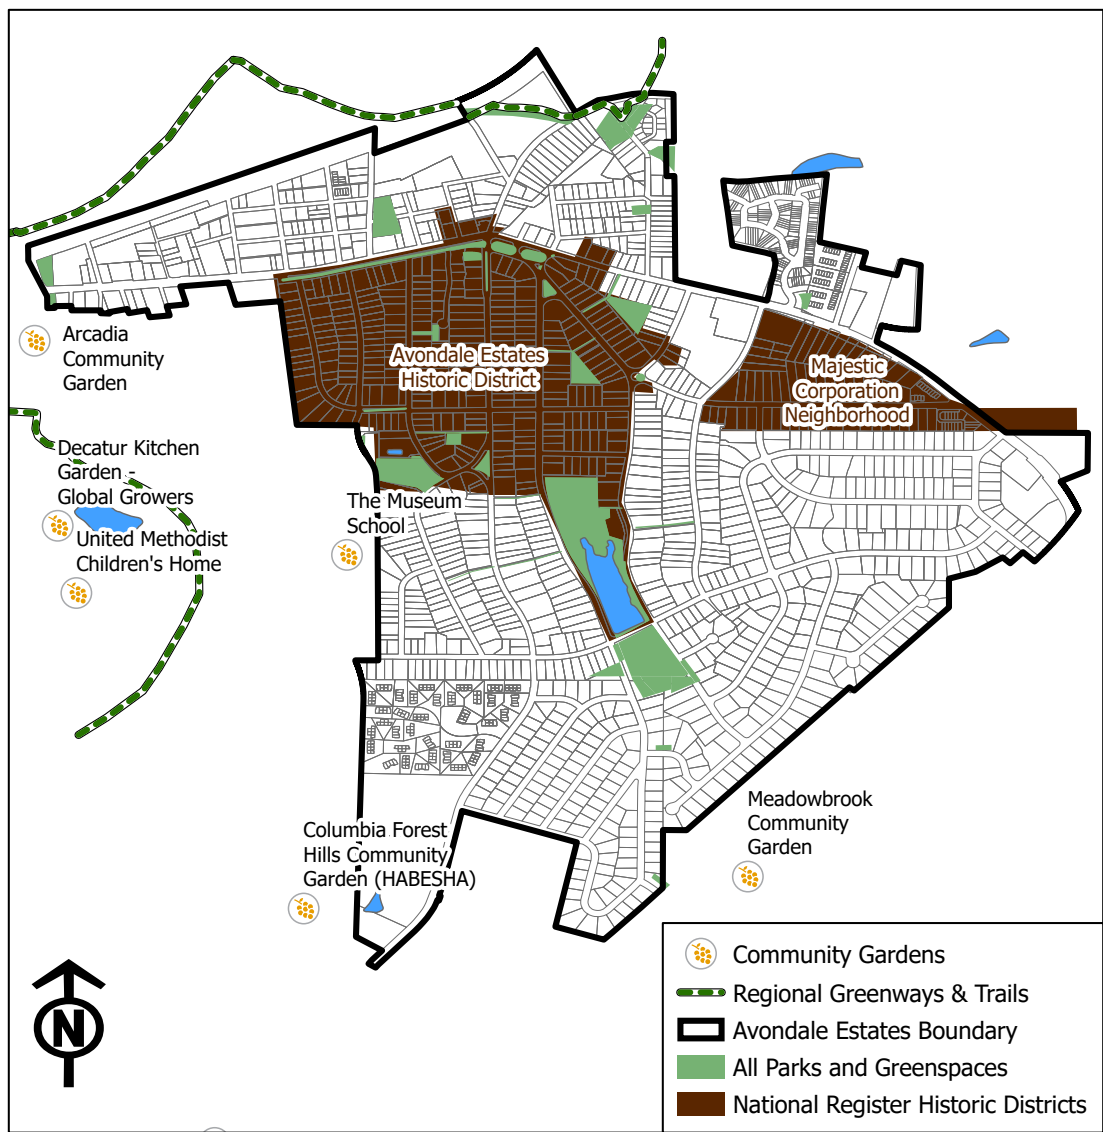 Arcadia
Community
Garden
Avondale Estates
Historic District
Majestic
Corporation
Neighborhood
Decatur Kitchen
Garden -
Global Growers
United Methodist
Children's Home
The Museum
School
Meadowbrook
Community
Garden
Columbia Forest
Hills Community
Garden (HABESHA)
N
Community Gardens
Regional Greenways & Trails
Avondale Estates Boundary
All Parks and Greenspaces
National Register Historic Districts